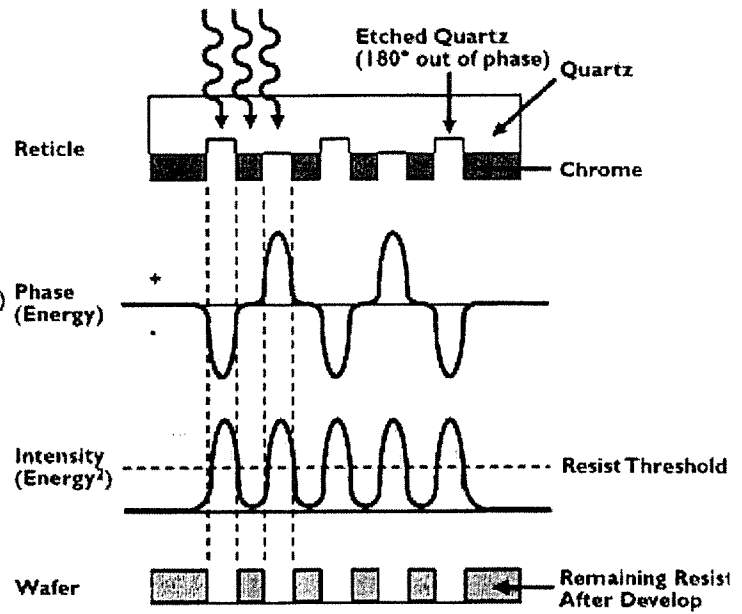 Etched Quartz
(180° out of phase)
Quartz
Reticle
Chrome
+
)
Phase
(Energy)
-
Intensity
(Energy²)
Resist Threshold
Wafer
Remaining Resist
After Develop